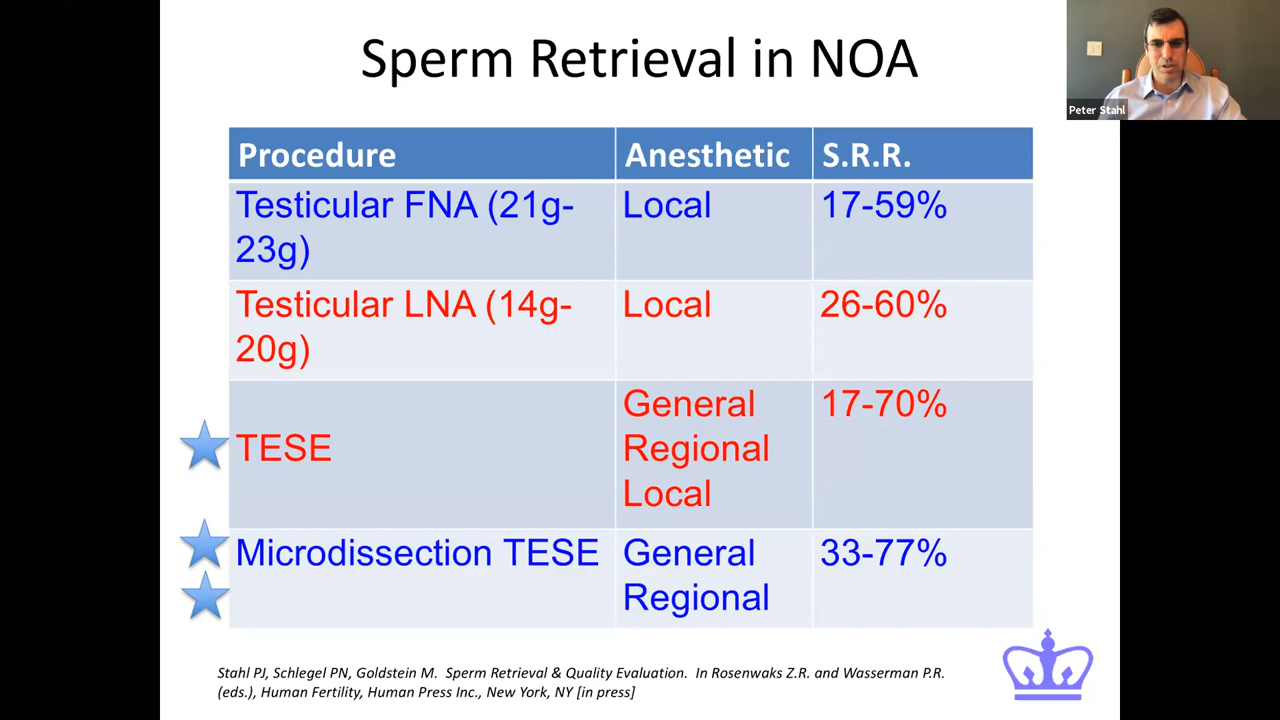 Sperm Retrieval in NOA
Peter Stahl
Procedure Anesthetic S.R.R.
Testicular FNA (21g-
23g)
Local
17-59%
Testicular LNA (14g-
20g)
Local
26-60%
TESE
General
Regional
Local
17-70%
Microdissection TESE
General
Regional
33-77%
Stahl PJ, Schlegel PN, Goldstein M. Sperm Retrieval & Quality Evaluation. In Rosenwaks Z.R. and Wasserman P.R.
(eds.), Human Fertility, Human Press Inc., New York, NY [in press]